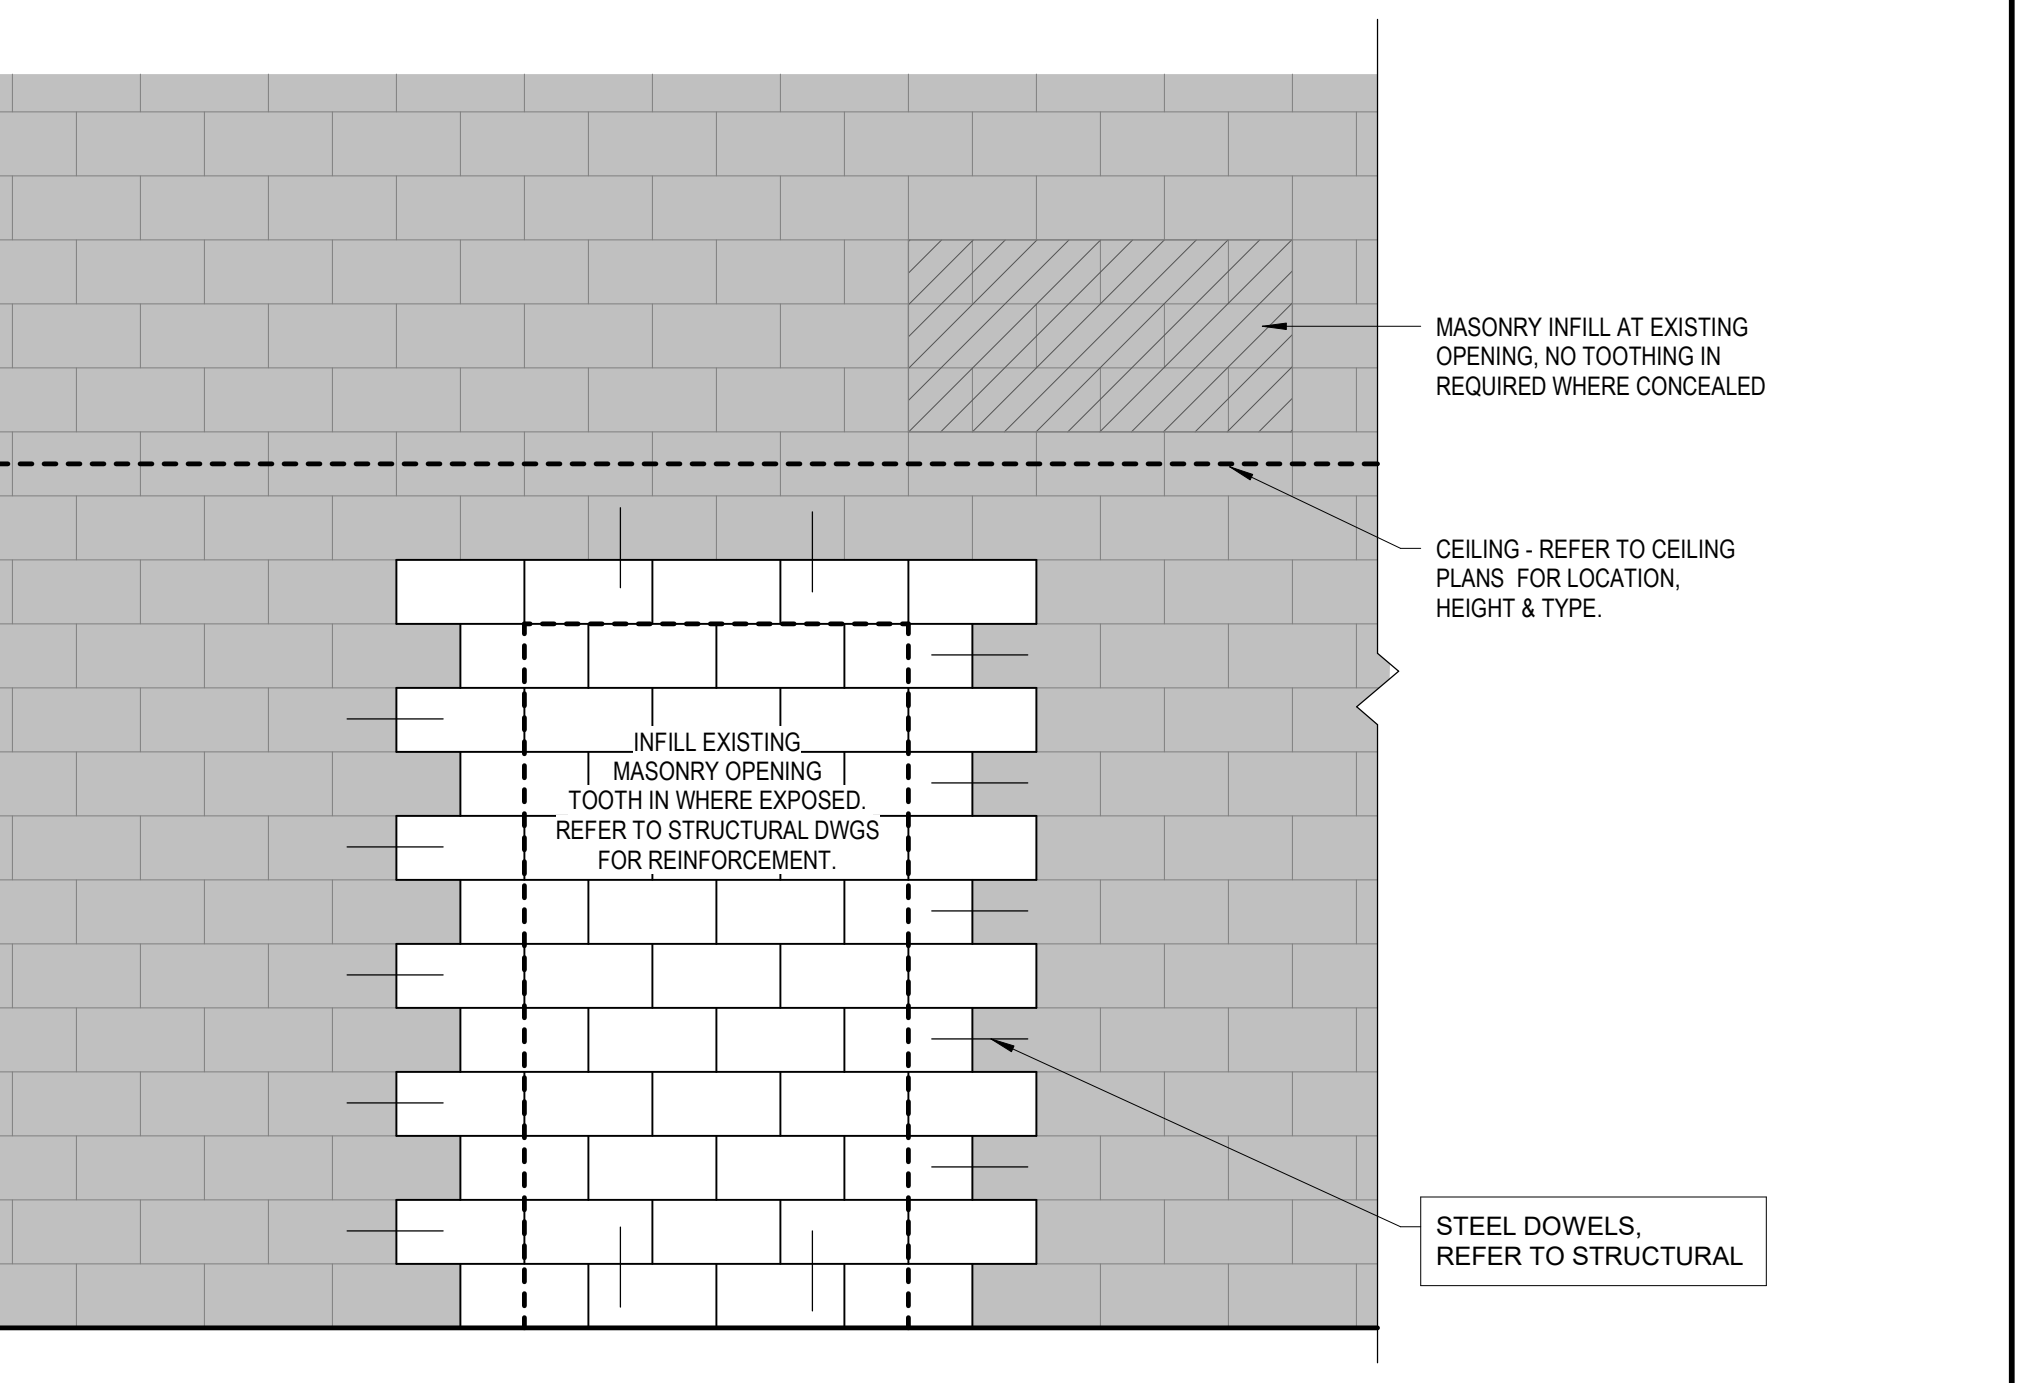 MASONRY INFILL AT EXISTING
OPENING, NO TOOTHING IN
REQUIRED WHERE CONCEALED
CEILING - REFER TO CEILING
PLANS  FOR LOCATION,
HEIGHT & TYPE.
INFILL EXISTING
MASONRY OPENING
TOOTH IN WHERE EXPOSED.
REFER TO STRUCTURAL DWGS
FOR REINFORCEMENT.
STEEL DOWELS,
REFER TO STRUCTURAL